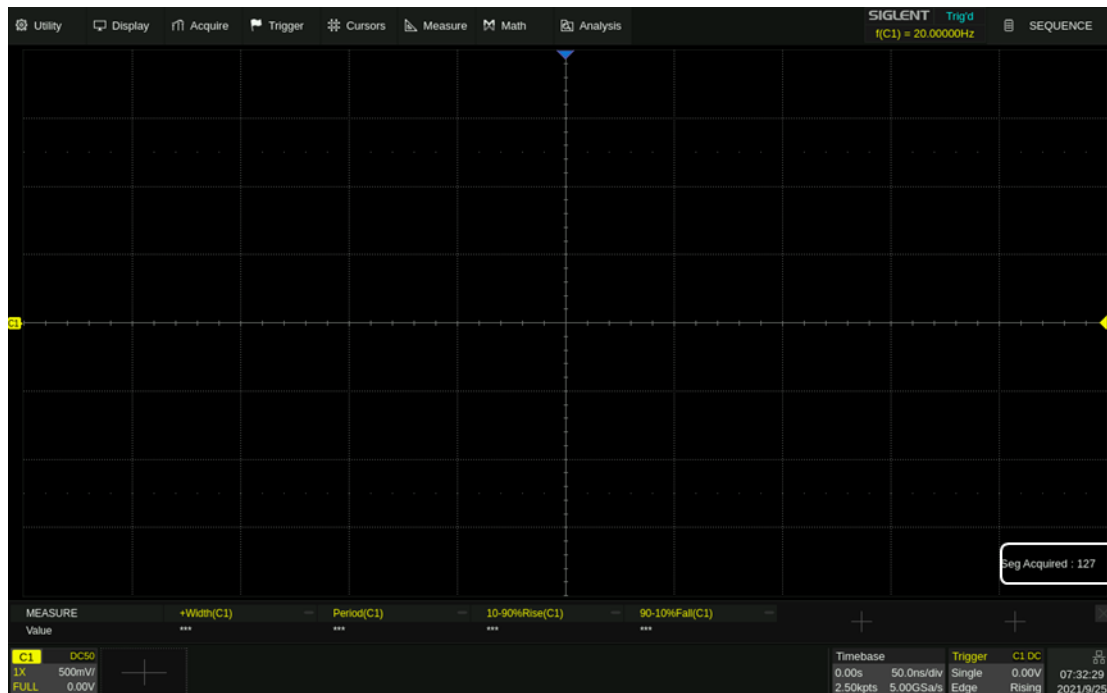 Utility Display Acquire Trigger Cursors Measure Math Analysis SIGLENT Trig'd SEQUENCE
f(C1) = 20.00000Hz
C1
Seg Acquired : 127
MEASURE +Width(C1) Period(C1) 10-90%Rise(C1) 90-10%Fall(C1)
Value *** *** *** ***
C1 DC50 Timebase Trigger C1 DC
1X 500mV/ 0.00s 50.0ns/div Single 0.00V 07:32:29
FULL 0.00V 2.50kpts 5.00GSa/s Edge Rising 2021/9/25